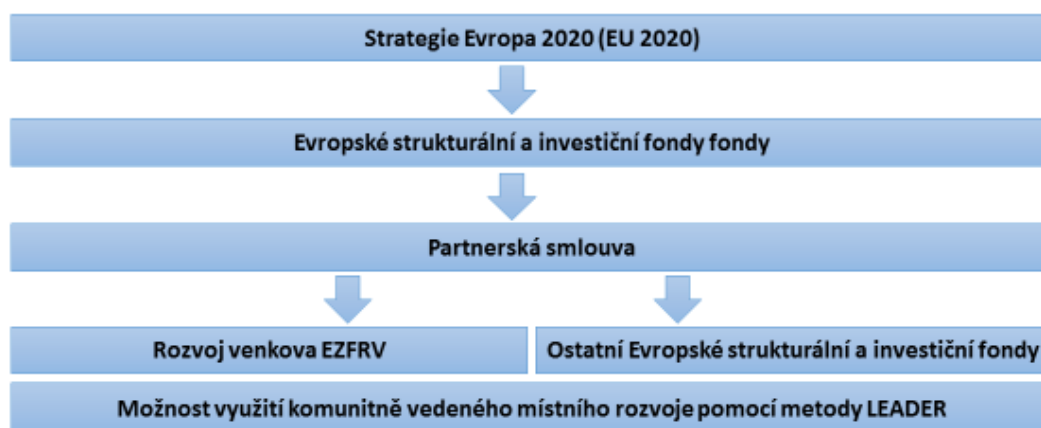 Strategie Evropa 2020 (EU 2020)
Evropské strukturální a investiční fondy fondy
Partnerská smlouva
Rozvoj venkova EZFRV
Ostatní Evropské strukturální a investiční fondy
Možnost využití komunitně vedeného místního rozvoje pomocí metody LEADER